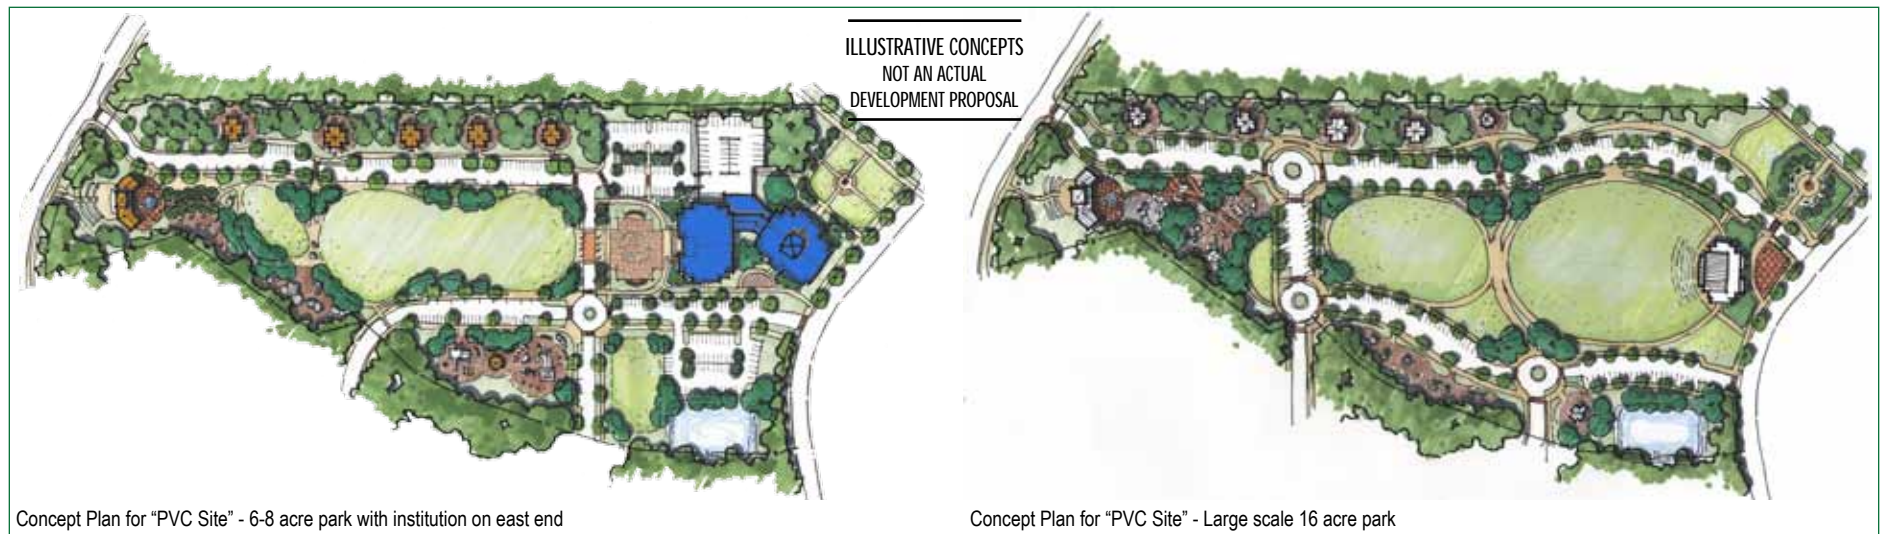 ILLUSTRATIVE CONCEPTS
NOT AN ACTUAL
DEVELOPMENT PROPOSAL
Concept Plan for “PVC Site” - 6-8 acre park with institution on east end
Concept Plan for “PVC Site” - Large scale 16 acre park